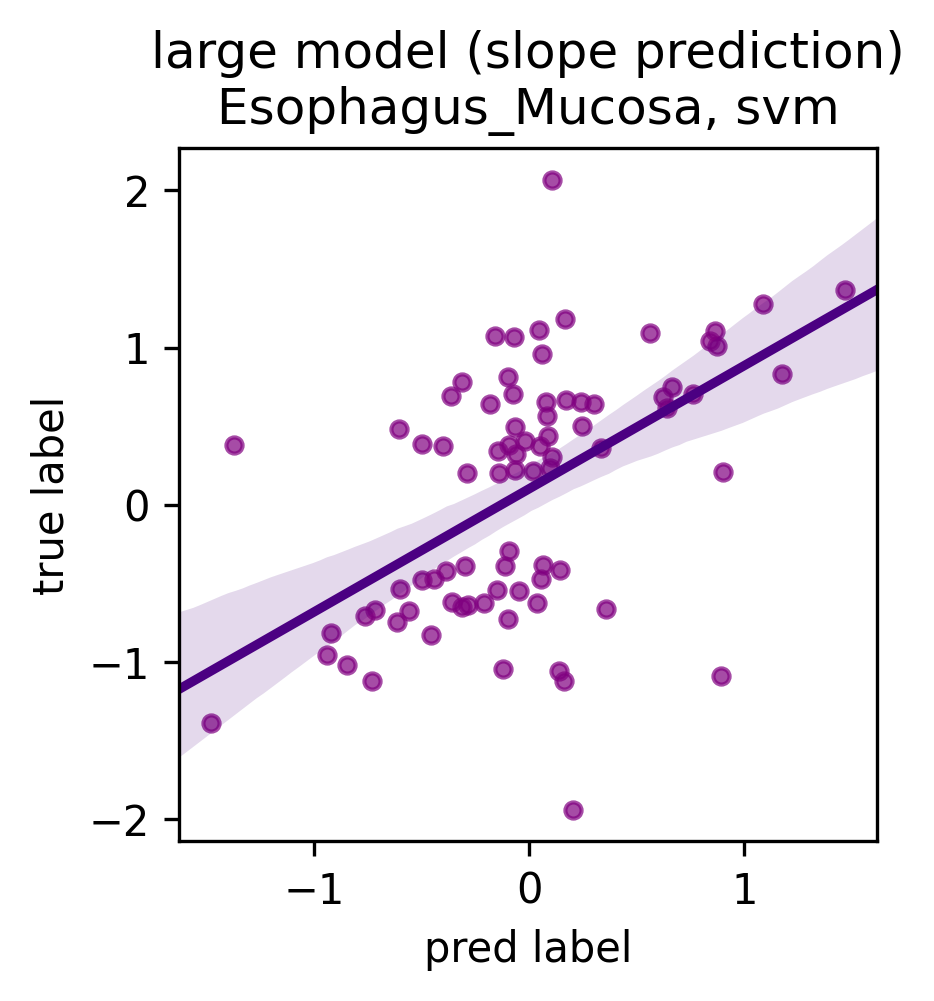 large model (slope prediction)
Esophagus_Mucosa, svm
2
1
0
−1
−2
true label
−1
0
1
pred label